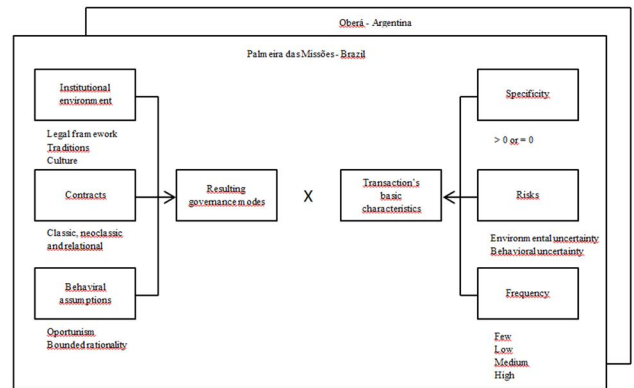 Oberá - Argentina
Palmeira das Missões - Brazil
Institutional
environment
Legal framework
Traditions
Culture
Contracts
Classic, neoclassic
and relational
Behaviral
assumptions
Oportunism
Bounded rationality
Resulting
governance modes
X
Transaction's
basic
characteristics
Specificity
> 0 or = 0
Risks
Environmental uncertainty
Behavioral uncertainty
Frequency
Few
Low
Medium
High